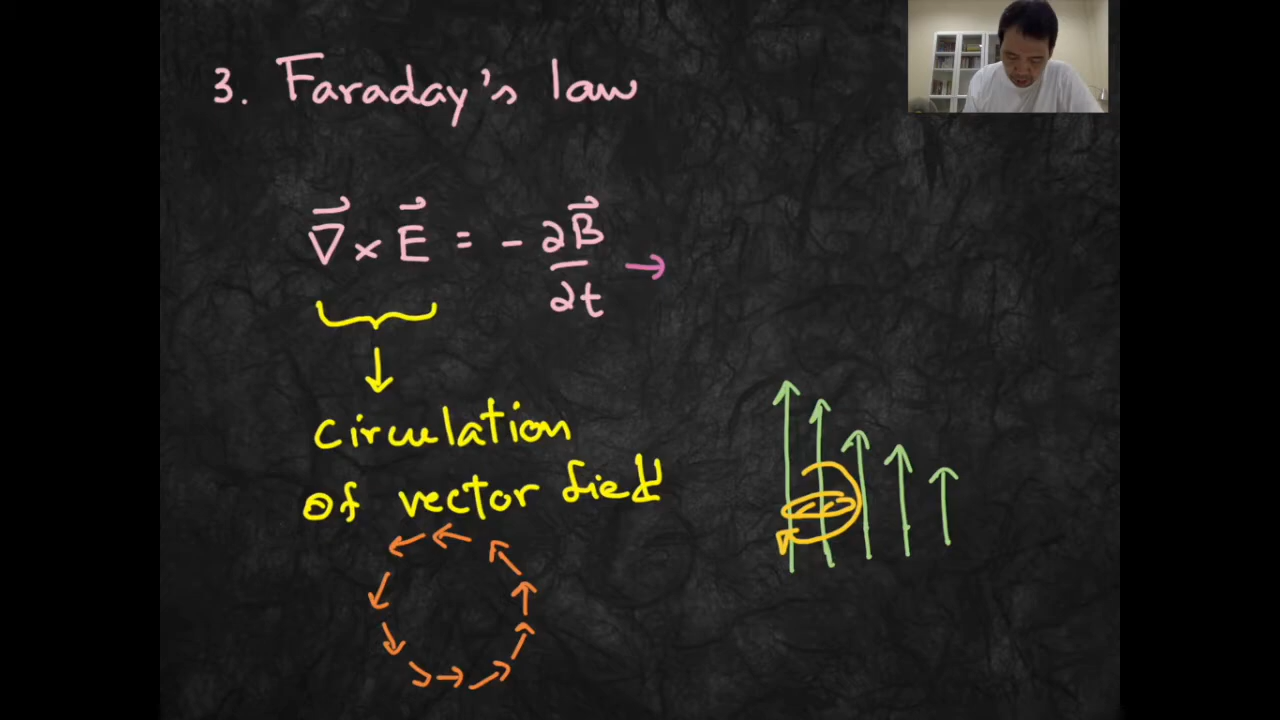 3. Faraday's law
∇⃗ × E⃗ = - ∂B⃗/∂t →
circulation
of vector field